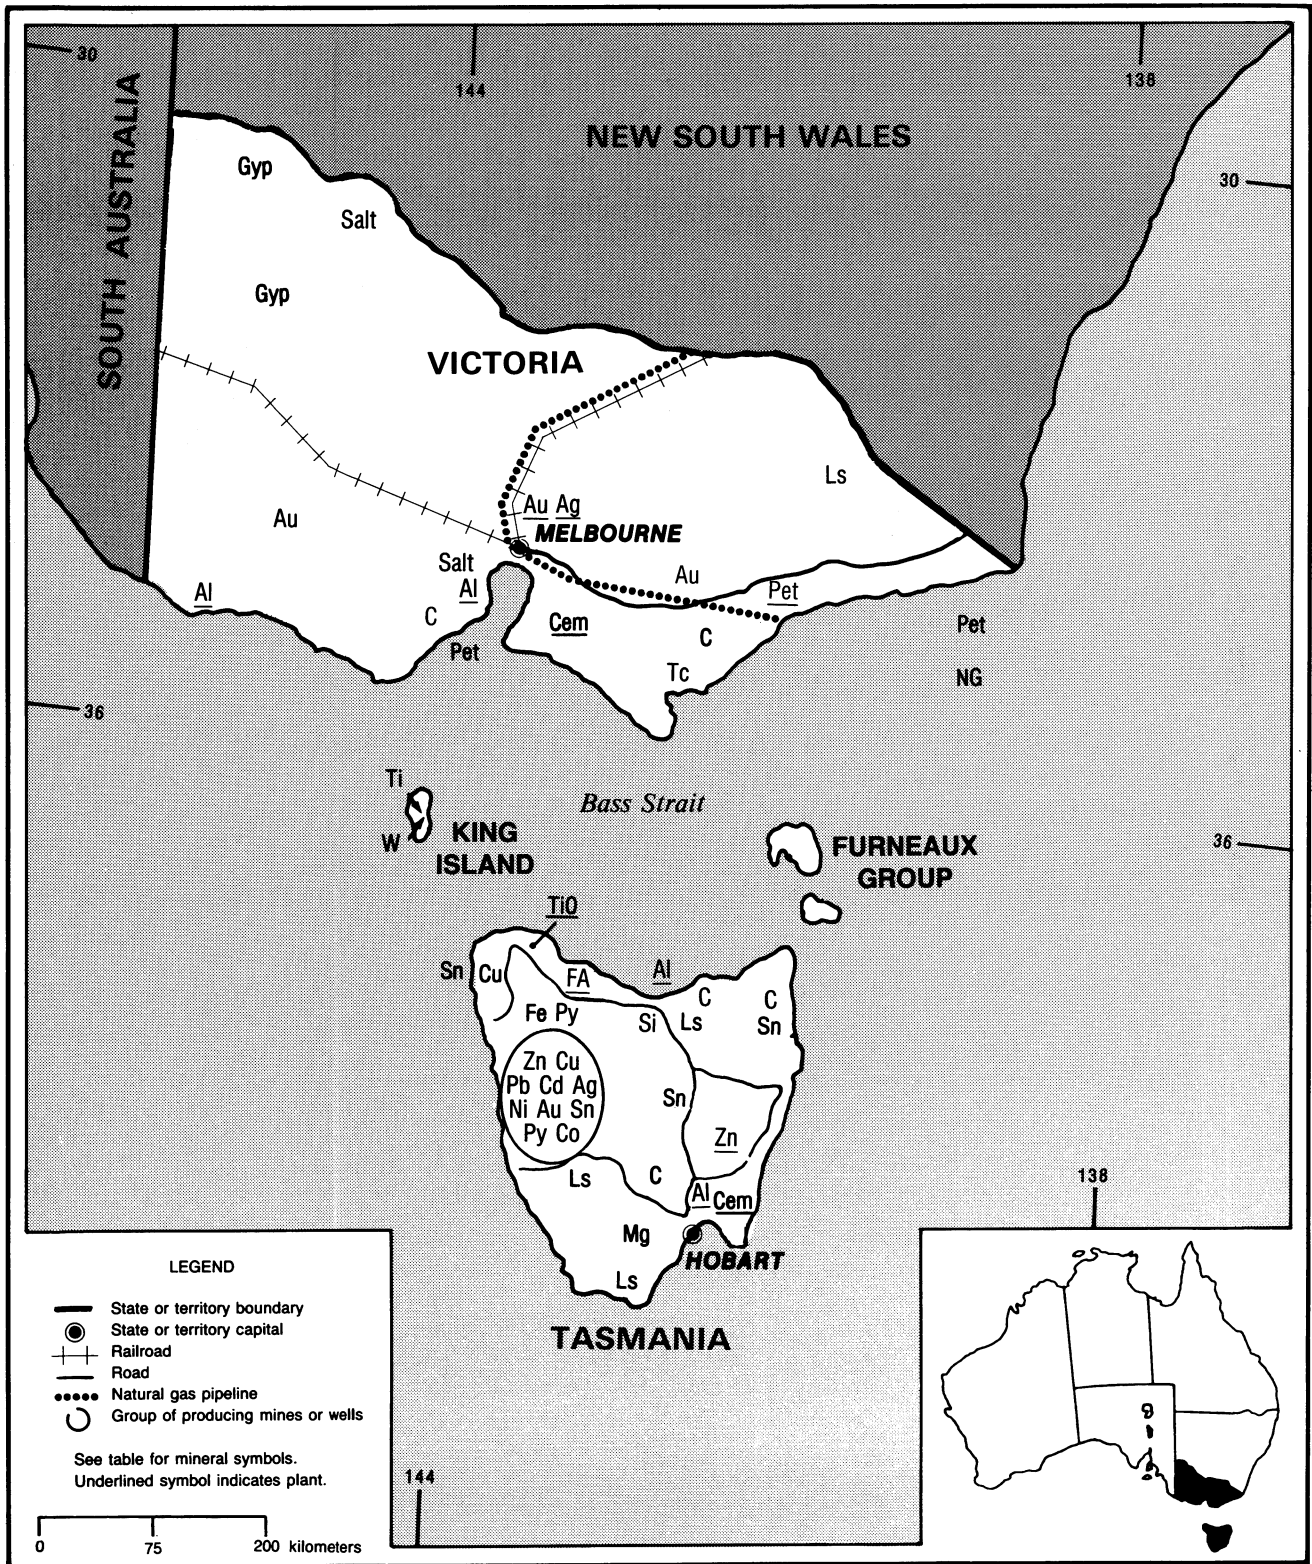 30
144
138
NEW SOUTH WALES
30
SOUTH AUSTRALIA
Gyp
Salt
Gyp
VICTORIA
Ls
Au
Au Ag
MELBOURNE
Salt
Al
Al
C
Pet
Cem
Au
Pet
C
Tc
Pet
NG
36
Ti
W
KING
ISLAND
Bass Strait
FURNEAUX
GROUP
36
TiO
Sn
Cu
FA
Al
C
C
Fe Py
Si
Ls
Sn
Zn Cu
Pb Cd Ag
Ni Au Sn
Py Co
Sn
Zn
Ls
C
Al
Cem
Mg
HOBART
Ls
TASMANIA
138
144
LEGEND
State or territory boundary
State or territory capital
Railroad
Road
Natural gas pipeline
Group of producing mines or wells
See table for mineral symbols.
Underlined symbol indicates plant.
0 75 200 kilometers